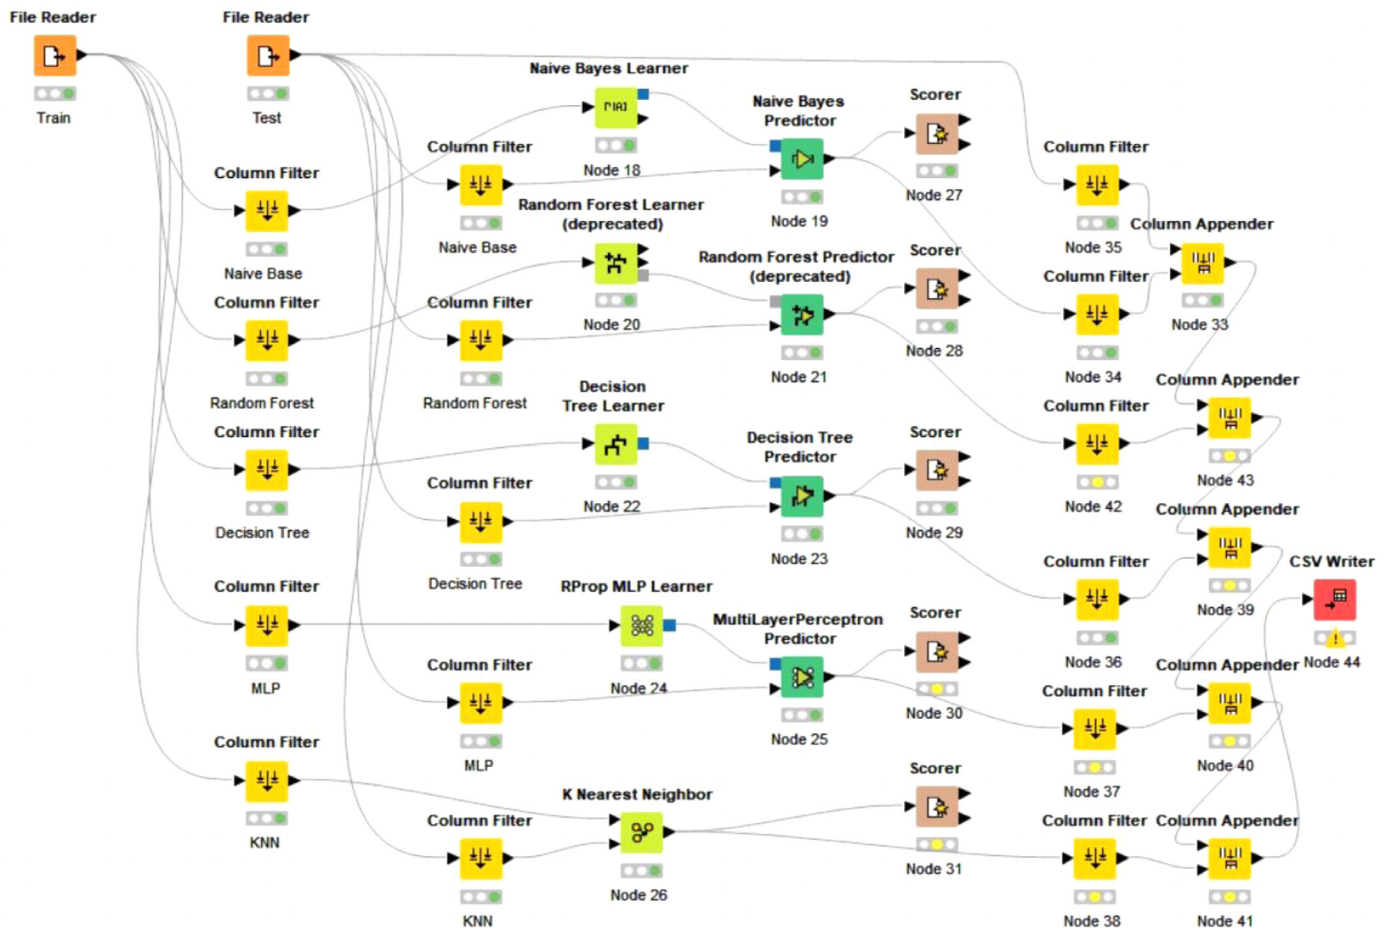 File Reader
File Reader
Train
Test
Naive Bayes Learner
Node 18
Naive Bayes
Predictor
Node 19
Scorer
Node 27
Column Filter
Naive Base
Column Filter
Naive Base
Column Filter
Node 35
Column Appender
Node 33
Random Forest Learner
(deprecated)
Node 20
Random Forest Predictor
(deprecated)
Node 21
Scorer
Node 28
Column Filter
Node 34
Column Filter
Random Forest
Column Filter
Random Forest
Decision
Tree Learner
Node 22
Column Filter
Node 42
Column Appender
Node 43
Column Filter
Decision Tree
Column Filter
Decision Tree
Decision Tree
Predictor
Node 23
Scorer
Node 29
Column Filter
Node 36
Column Appender
Node 39
CSV Writer
Node 44
Column Filter
MLP
RProp MLP Learner
Node 24
MultiLayerPerceptron
Predictor
Node 25
Scorer
Node 30
Column Filter
MLP
Column Filter
Node 37
Column Appender
Node 40
Column Filter
KNN
K Nearest Neighbor
Node 26
Scorer
Node 31
Column Filter
KNN
Column Filter
Node 38
Column Appender
Node 41